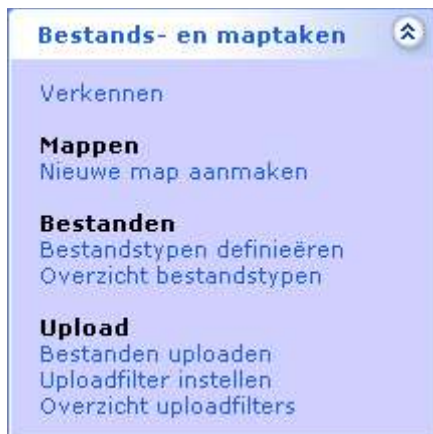 Bestands- en maptaken
Verkennen
Mappen
Nieuwe map aanmaken
Bestanden
Bestandstypen definieëren
Overzicht bestandstypen
Upload
Bestanden uploaden
Uploadfilter instellen
Overzicht uploadfilters